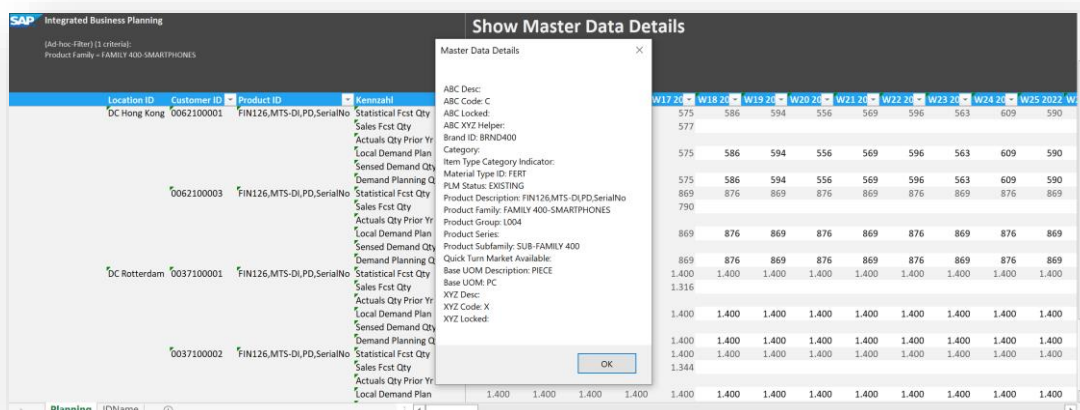 SAP Integrated Business Planning
Show Master Data Details
(Ad-hoc-Filter) (1 criteria):
Product Family = FAMILY 400-SMARTPHONES
Master Data Details
ABC Desc:
ABC Code: C
ABC Locked:
ABC XYZ Helper:
Brand ID: BRND400
Category:
Item Type Category Indicator:
Material Type ID: FERT
PLM Status: EXISTING
Product Description: FIN126,MTS-DI,PD,SerialNo
Product Family: FAMILY 400-SMARTPHONES
Product Group: L004
Product Series:
Product Subfamily: SUB-FAMILY 400
Quick Turn Market Available:
Base UOM Description: PIECE
Base UOM: PC
XYZ Desc:
XYZ Code: X
XYZ Locked:
OK
Location ID Customer ID Product ID Kennzahl W17 20 W18 20 W19 20 W20 20 W21 20 W22 20 W23 20 W24 20 W25 2022
DC Hong Kong 0062100001 FIN126,MTS-DI,PD,SerialNo Statistical Fcst Qty 575 586 594 556 569 596 563 609 590
Sales Fcst Qty 577
Actuals Qty Prior Yr
Local Demand Plan 575 586 594 556 569 596 563 609 590
Sensed Demand Qty
Demand Planning Q 575 586 594 556 569 596 563 609 590
0062100003 FIN126,MTS-DI,PD,SerialNo Statistical Fcst Qty 869 876 869 876 869 876 869 876 869
Sales Fcst Qty 790
Actuals Qty Prior Yr
Local Demand Plan 869 876 869 876 869 876 869 876 869
Sensed Demand Qty
Demand Planning Q 869 876 869 876 869 876 869 876 869
DC Rotterdam 0037100001 FIN126,MTS-DI,PD,SerialNo Statistical Fcst Qty 1.400 1.400 1.400 1.400 1.400 1.400 1.400 1.400 1.400
Sales Fcst Qty 1.316
Actuals Qty Prior Yr
Local Demand Plan 1.400 1.400 1.400 1.400 1.400 1.400 1.400 1.400 1.400
Sensed Demand Qty
Demand Planning Q 1.400 1.400 1.400 1.400 1.400 1.400 1.400 1.400 1.400
0037100002 FIN126,MTS-DI,PD,SerialNo Statistical Fcst Qty 1.400 1.400 1.400 1.400 1.400 1.400 1.400 1.400 1.400
Sales Fcst Qty 1.344
Actuals Qty Prior Yr
Local Demand Plan 1.400 1.400 1.400 1.400 1.400 1.400 1.400 1.400 1.400 1.400 1.400 1.400 1.400
Planning IDName